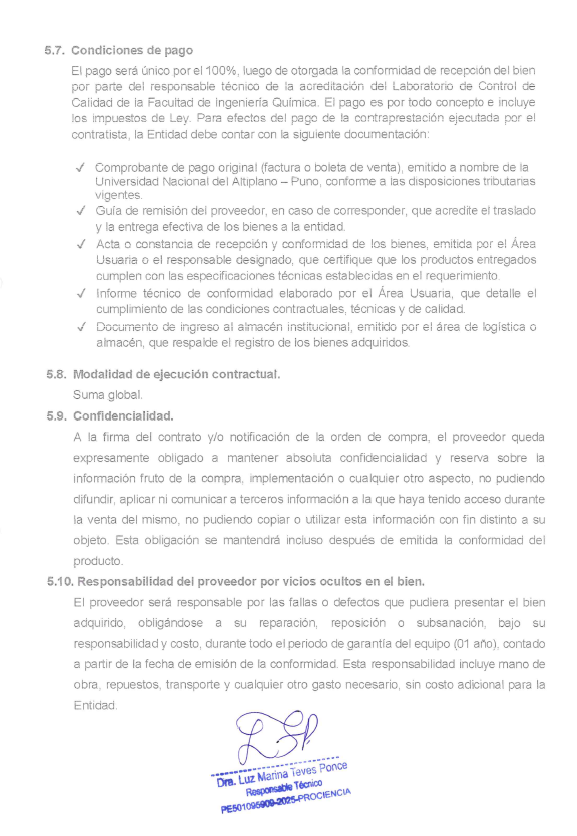 5.7. Condiciones de pago
El pago será único por el 100%, luego de otorgada la conformidad de recepción del bien
por parte del responsable técnico de la acreditación del Laboratorio de Control de
Calidad de la Facultad de Ingeniería Química. El pago es por todo concepto e incluye
los impuestos de Ley. Para efectos del pago de la contraprestación ejecutada por el
contratista, la Entidad debe contar con la siguiente documentación:
✓ Comprobante de pago original (factura o boleta de venta), emitido a nombre de la
Universidad Nacional del Altiplano – Puno, conforme a las disposiciones tributarias
vigentes.
✓ Guía de remisión del proveedor, en caso de corresponder, que acredite el traslado
y la entrega efectiva de los bienes a la entidad.
✓ Acta o constancia de recepción y conformidad de los bienes, emitida por el Área
Usuaria o el responsable designado, que certifique que los productos entregados
cumplen con las especificaciones técnicas establecidas en el requerimiento.
✓ Informe técnico de conformidad elaborado por el Área Usuaria, que detalle el
cumplimiento de las condiciones contractuales, técnicas y de calidad.
✓ Documento de ingreso al almacén institucional, emitido por el área de logística o
almacén, que respalde el registro de los bienes adquiridos.
5.8. Modalidad de ejecución contractual.
Suma global.
5.9. Confidencialidad.
A la firma del contrato y/o notificación de la orden de compra, el proveedor queda
expresamente obligado a mantener absoluta confidencialidad y reserva sobre la
información fruto de la compra, implementación o cualquier otro aspecto, no pudiendo
difundir, aplicar ni comunicar a terceros información a la que haya tenido acceso durante
la venta del mismo, no pudiendo copiar o utilizar esta información con fin distinto a su
objeto. Esta obligación se mantendrá incluso después de emitida la conformidad del
producto.
5.10. Responsabilidad del proveedor por vicios ocultos en el bien.
El proveedor será responsable por las fallas o defectos que pudiera presentar el bien
adquirido, obligándose a su reparación, reposición o subsanación, bajo su
responsabilidad y costo, durante todo el periodo de garantía del equipo (01 año), contado
a partir de la fecha de emisión de la conformidad. Esta responsabilidad incluye mano de
obra, repuestos, transporte y cualquier otro gasto necesario, sin costo adicional para la
Entidad.
Dra. Luz Marina Teves Ponce
Responsable Técnico
PE501095909-2025-PROCIENCIA